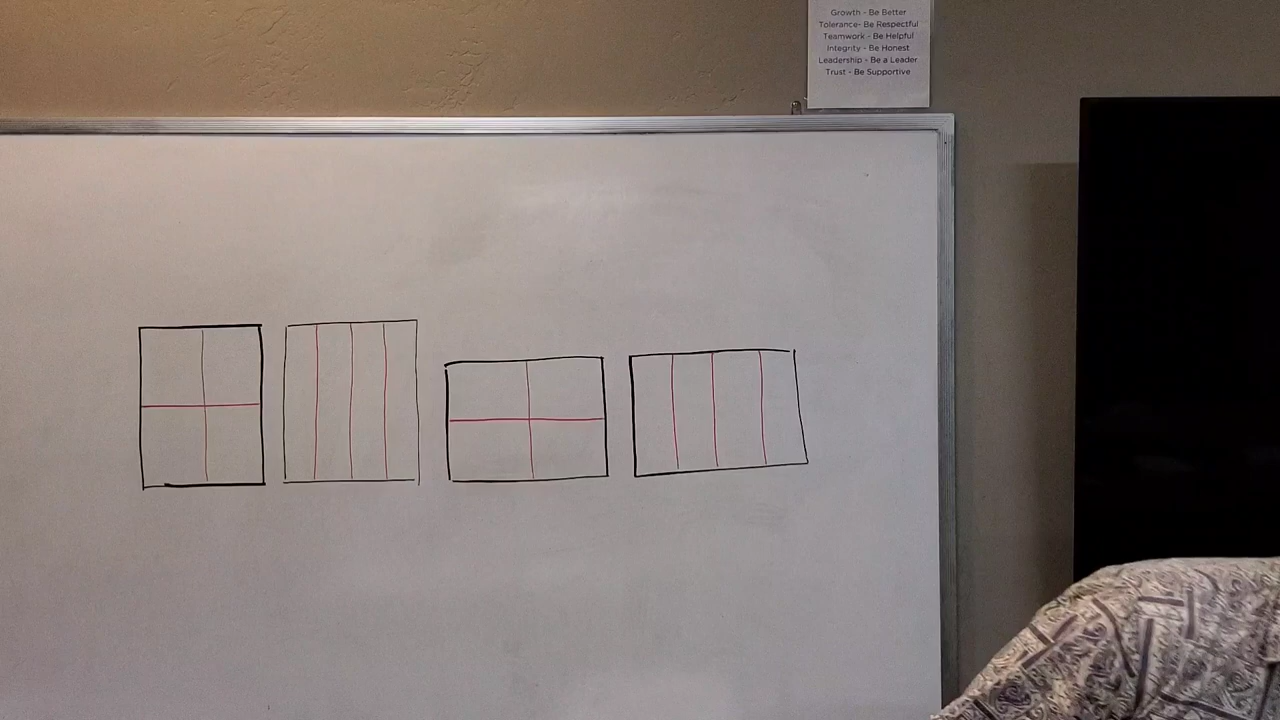 Growth - Be Better
Tolerance- Be Respectful
Teamwork - Be Helpful
Integrity - Be Honest
Leadership - Be a Leader
Trust - Be Supportive